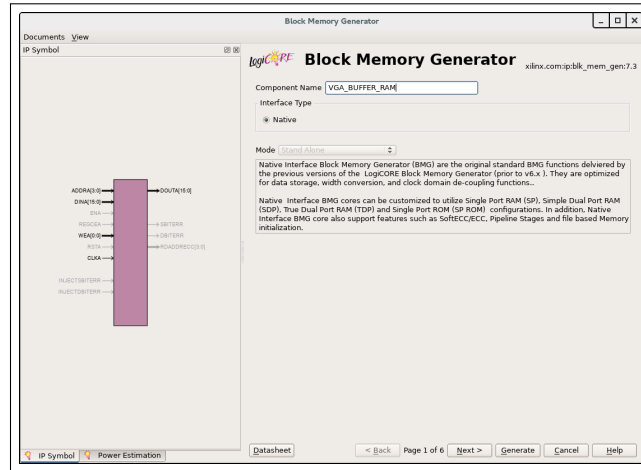 Block Memory Generator
Documents View
IP Symbol
ADDRA[3:0]
DINA[15:0]
ENA
REGCEA
WEA[0:0]
RSTA
CLKA
INJECTSBITERR
INJECTDBITERR
DOUTA[15:0]
SBITERR
DBITERR
RDADDRECC[3:0]
IP Symbol Power Estimation
logiCORE
Block Memory Generator
xilinx.com:ip:blk_mem_gen:7.3
Component Name VGA_BUFFER_RAM
Interface Type
Native
Mode Stand Alone
Native Interface Block Memory Generator (BMG) are the original standard BMG functions delviered by
the previous versions of the LogiCORE Block Memory Generator (prior to v6.x ). They are optimized
for data storage, width conversion, and clock domain de-coupling functions..
Native Interface BMG cores can be customized to utilize Single Port RAM (SP), Simple Dual Port RAM
(SDP), True Dual Port RAM (TDP) and Single Port ROM (SP ROM) configurations. In addition, Native
Interface BMG core also support features such as SoftECC/ECC, Pipeline Stages and file based Memory
initialization.
Datasheet < Back Page 1 of 6 Next > Generate Cancel Help